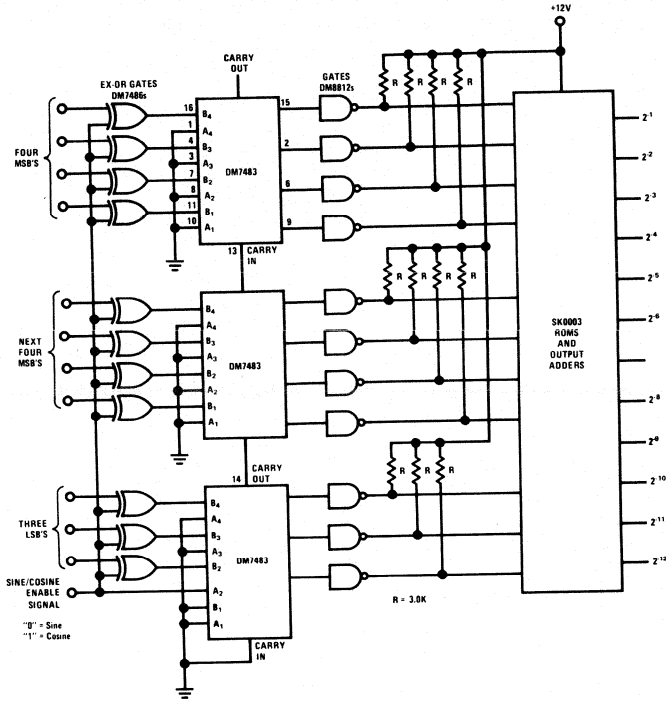 +12V
CARRY
OUT
EX-OR GATES
DM7486s
GATES
DM8812s
R R R R
FOUR
MSB'S
16 B4
1 A4
4 B3
3 A3
7 B2
8 A2
11 B1
10 A1
DM7483
15
2
6
9
13 CARRY
IN
NEXT
FOUR
MSB'S
B4
A4
B3
A3
B2
A2
B1
A1
DM7483
R R R R
14 CARRY
OUT
THREE
LSB'S
B4
A4
B3
A3
B2
A2
B1
A1
DM7483
R R R
CARRY
IN
SINE/COSINE
ENABLE
SIGNAL
"0" = Sine
"1" = Cosine
R = 3.0K
SK0003
ROMS
AND
OUTPUT
ADDERS
2-1
2-2
2-3
2-4
2-5
2-6
2-8
2-9
2-10
2-11
2-12